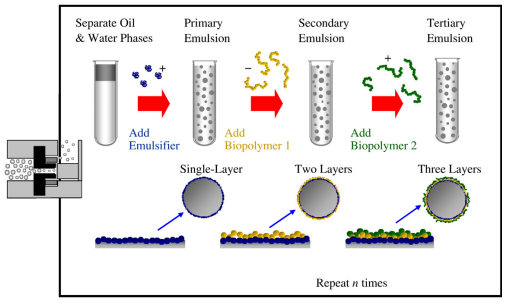 Separate Oil
& Water Phases
Primary
Emulsion
Secondary
Emulsion
Tertiary
Emulsion
+
−
+
Add
Emulsifier
Add
Biopolymer 1
Add
Biopolymer 2
Single-Layer
Two Layers
Three Layers
Repeat n times